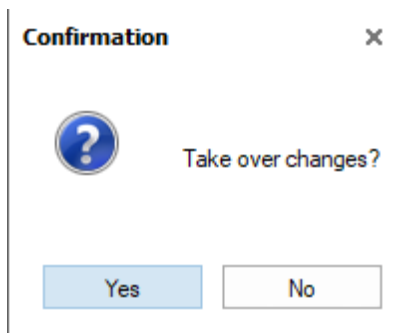 Confirmation
Take over changes?
Yes
No